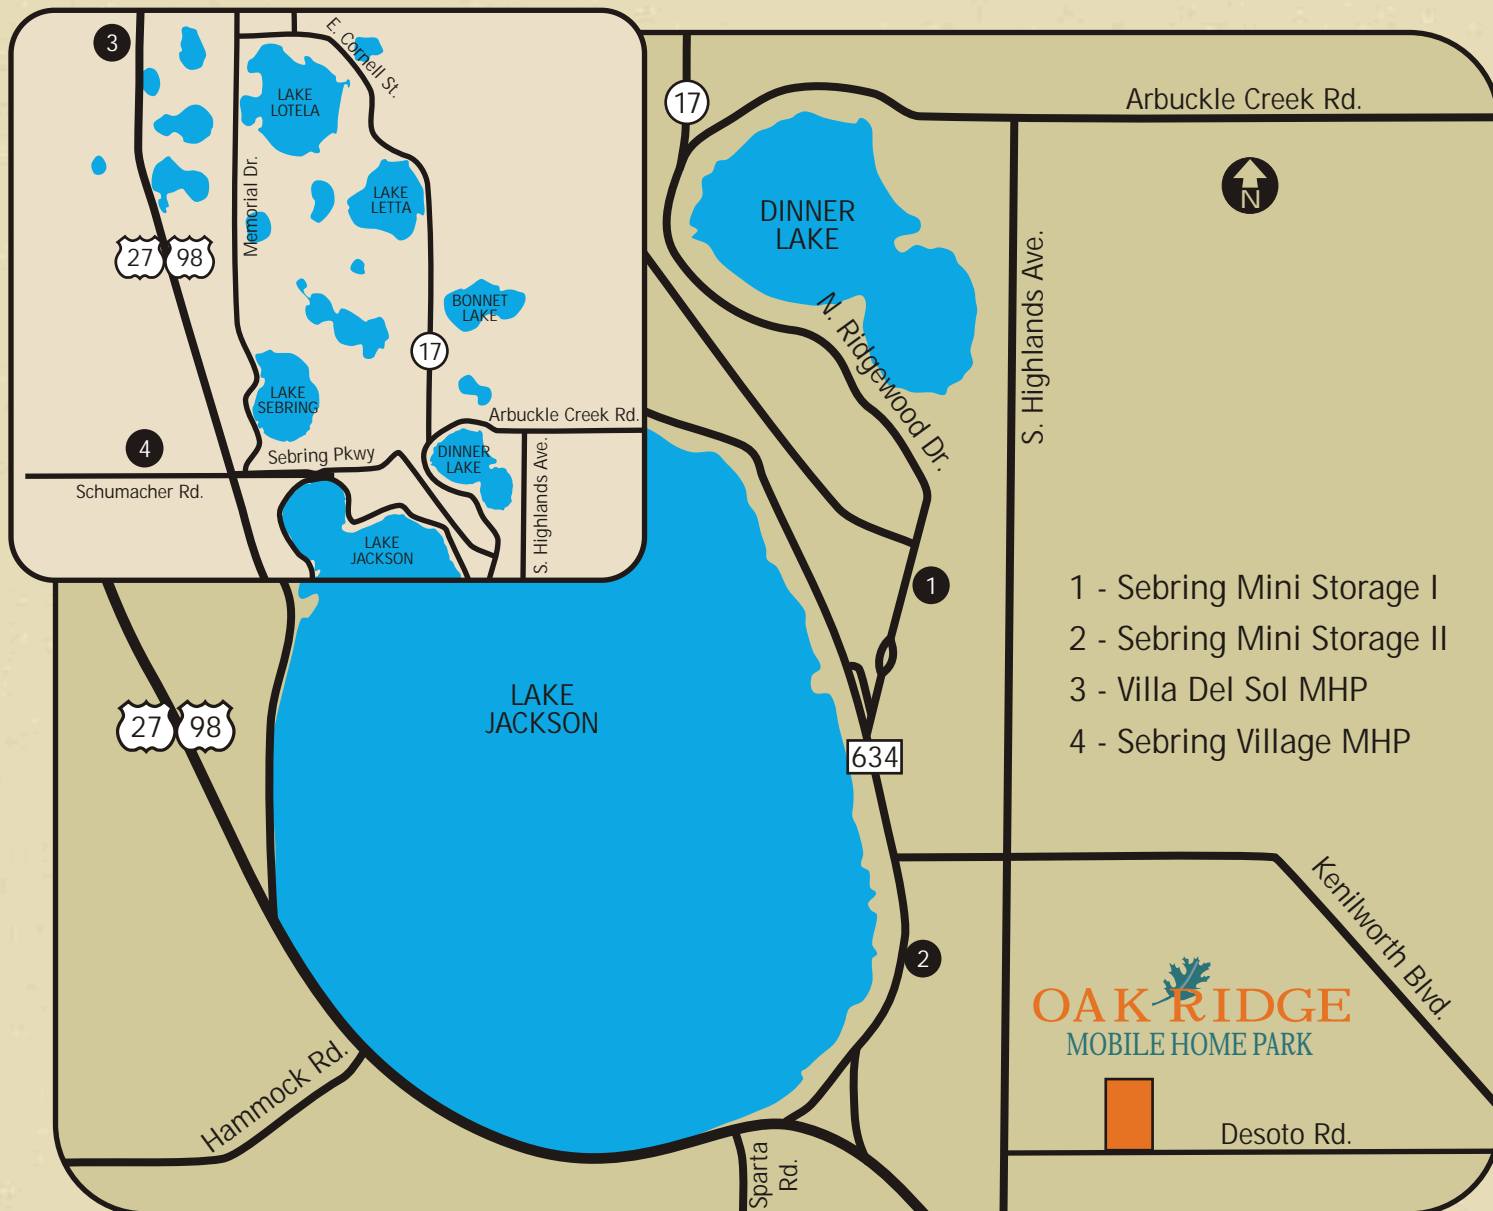 3
E. Cornell St.
LAKE
LOTELA
Memorial Dr.
LAKE
LETTA
27 98
BONNET
LAKE
17
LAKE
SEBRING
Arbuckle Creek Rd.
4
Sebring Pkwy
DINNER
LAKE
Schumacher Rd.
S. Highlands Ave.
LAKE
JACKSON
17
Arbuckle Creek Rd.
N
DINNER
LAKE
S. Highlands Ave.
N. Ridgewood Dr.
1
1 - Sebring Mini Storage I
2 - Sebring Mini Storage II
3 - Villa Del Sol MHP
4 - Sebring Village MHP
LAKE
JACKSON
27 98
634
Kenilworth Blvd.
2
OAK RIDGE
MOBILE HOME PARK
Hammock Rd.
Desoto Rd.
Sparta
Rd.